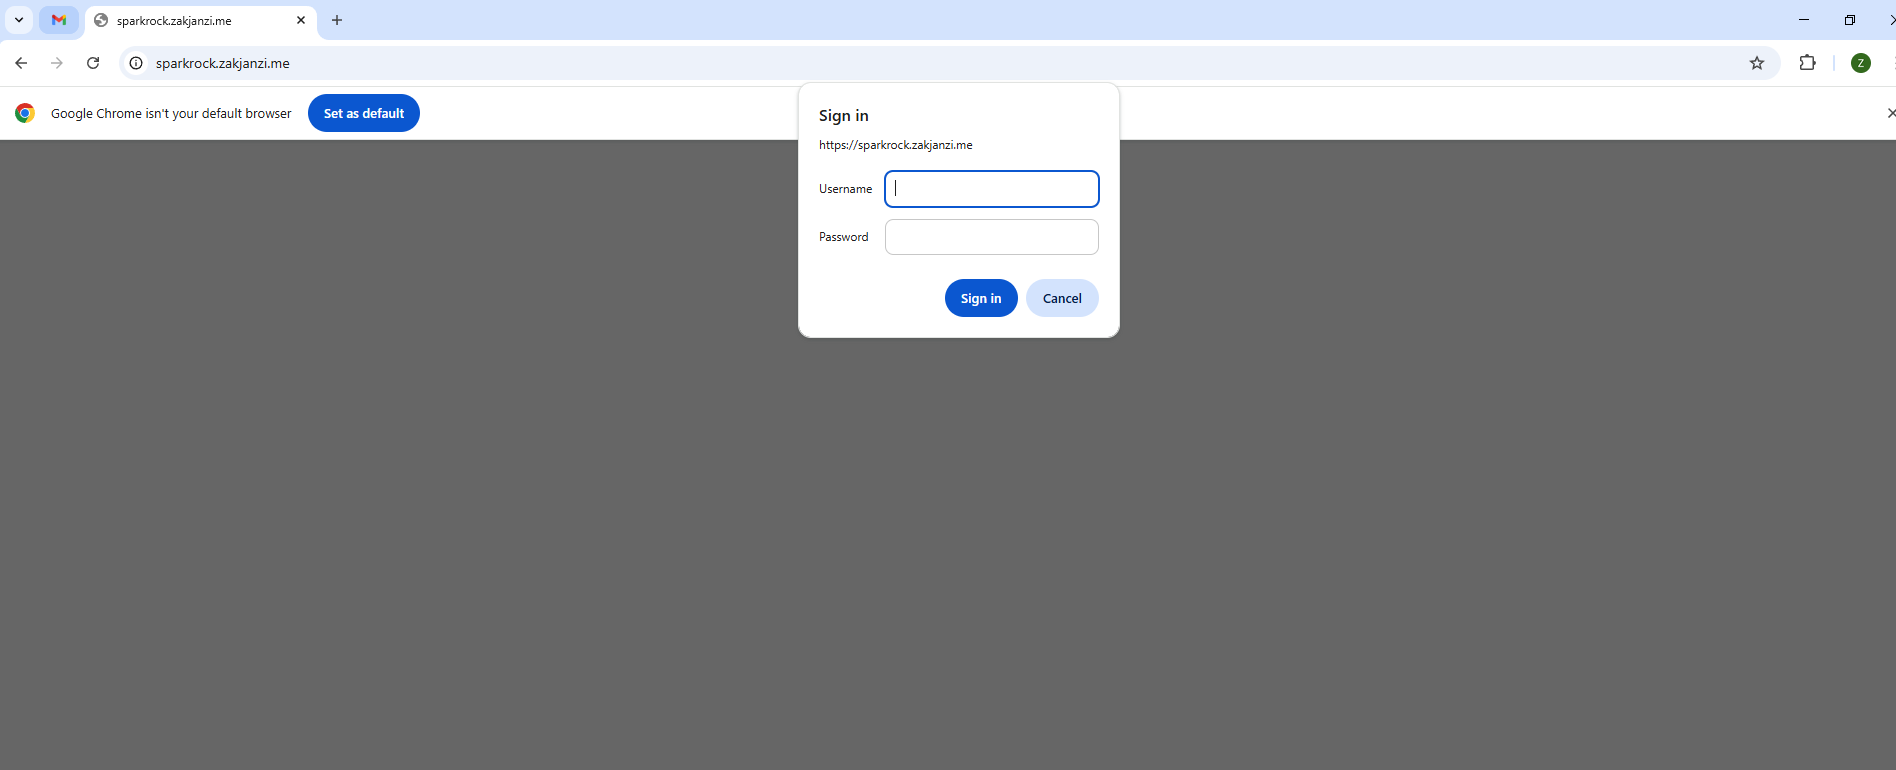 sparkrock.zakjanzi.me
sparkrock.zakjanzi.me
Z
Google Chrome isn't your default browser
Set as default
Sign in
https://sparkrock.zakjanzi.me
Username
Password
Sign in
Cancel